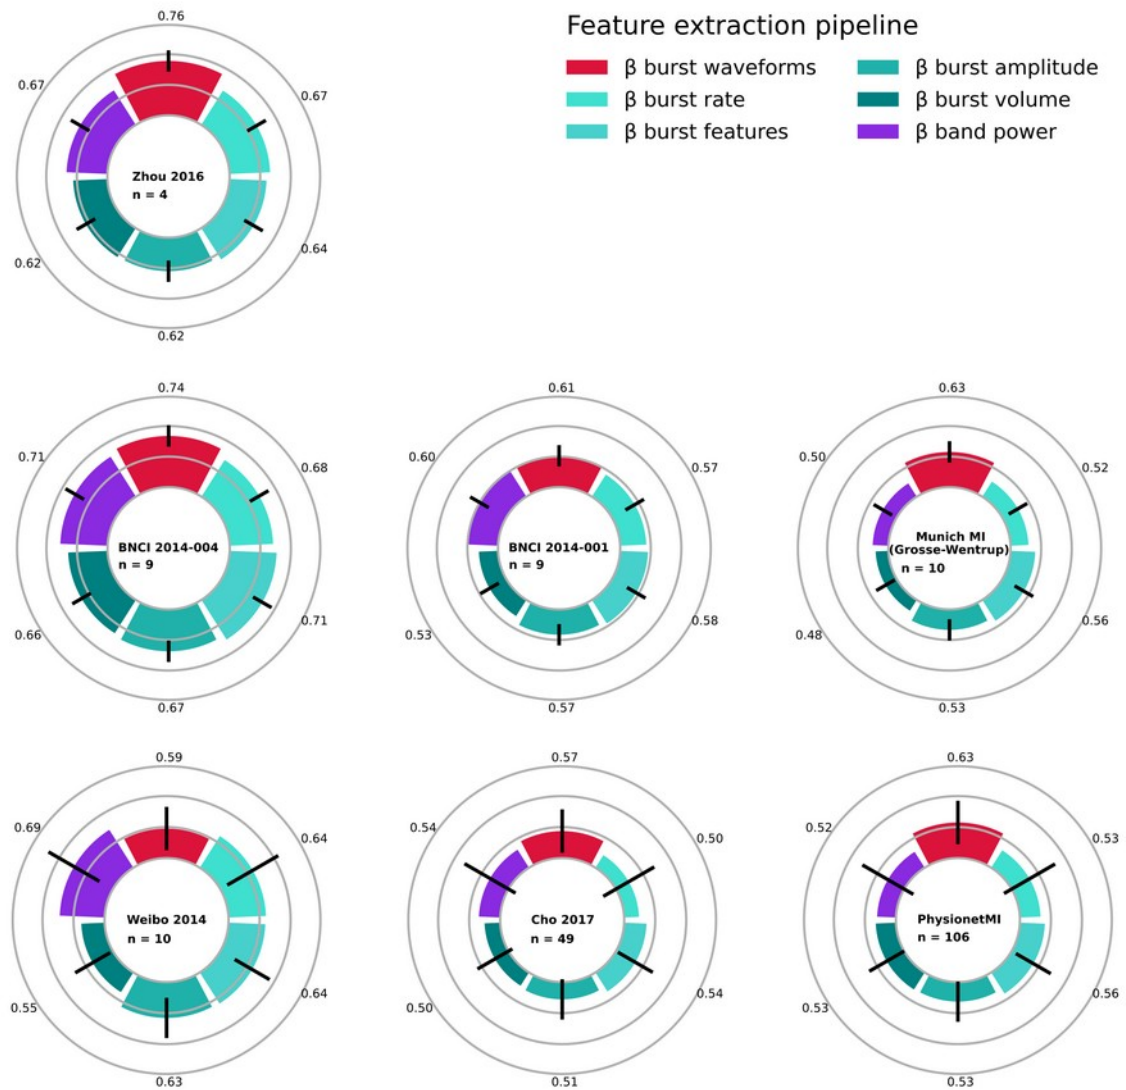 Feature extraction pipeline
β burst waveforms
β burst rate
β burst features
β burst amplitude
β burst volume
β band power
0.76
0.67
0.67
Zhou 2016
n = 4
0.62
0.64
0.62
0.74
0.71
0.68
BNCI 2014-004
n = 9
0.66
0.71
0.67
0.61
0.60
0.57
BNCI 2014-001
n = 9
0.53
0.58
0.57
0.63
0.50
0.52
Munich MI
(Grosse-Wentrup)
n = 10
0.48
0.56
0.53
0.59
0.69
0.64
Weibo 2014
n = 10
0.55
0.64
0.63
0.57
0.54
0.50
Cho 2017
n = 49
0.50
0.54
0.51
0.63
0.52
0.53
PhysionetMI
n = 106
0.53
0.56
0.53